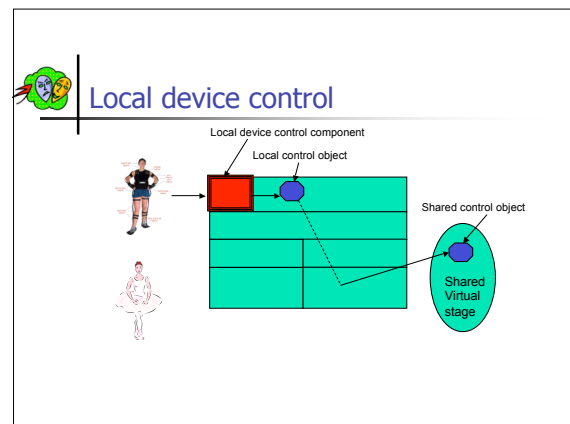 Local device control
Local device control component
Local control object
Shared control object
Shared
Virtual
stage